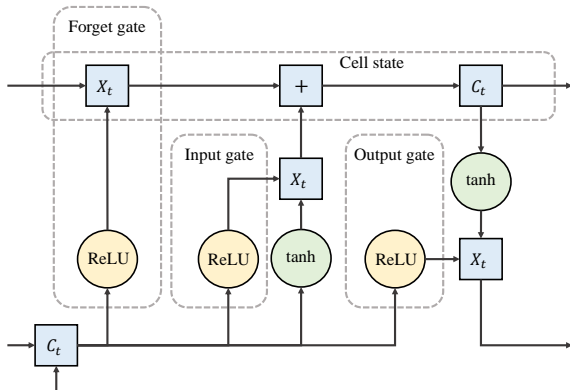 Forget gate
Cell state
X_t
+
C_t
Input gate
Output gate
X_t
tanh
ReLU
ReLU
tanh
ReLU
X_t
C_t